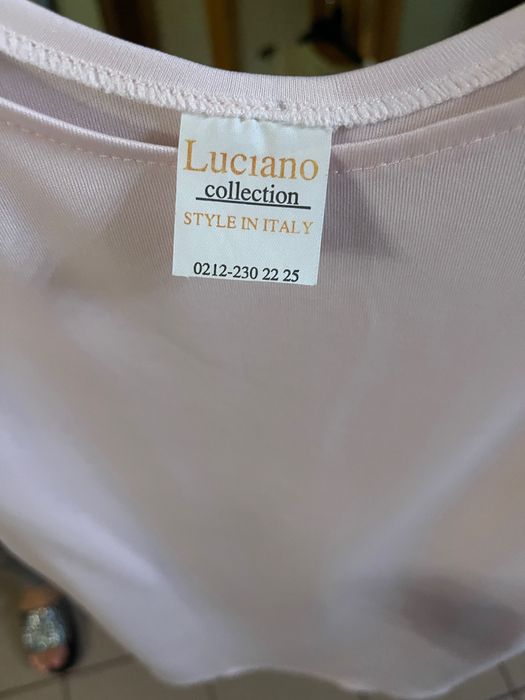 Luciano
collection
STYLE IN ITALY
0212-230 22 25